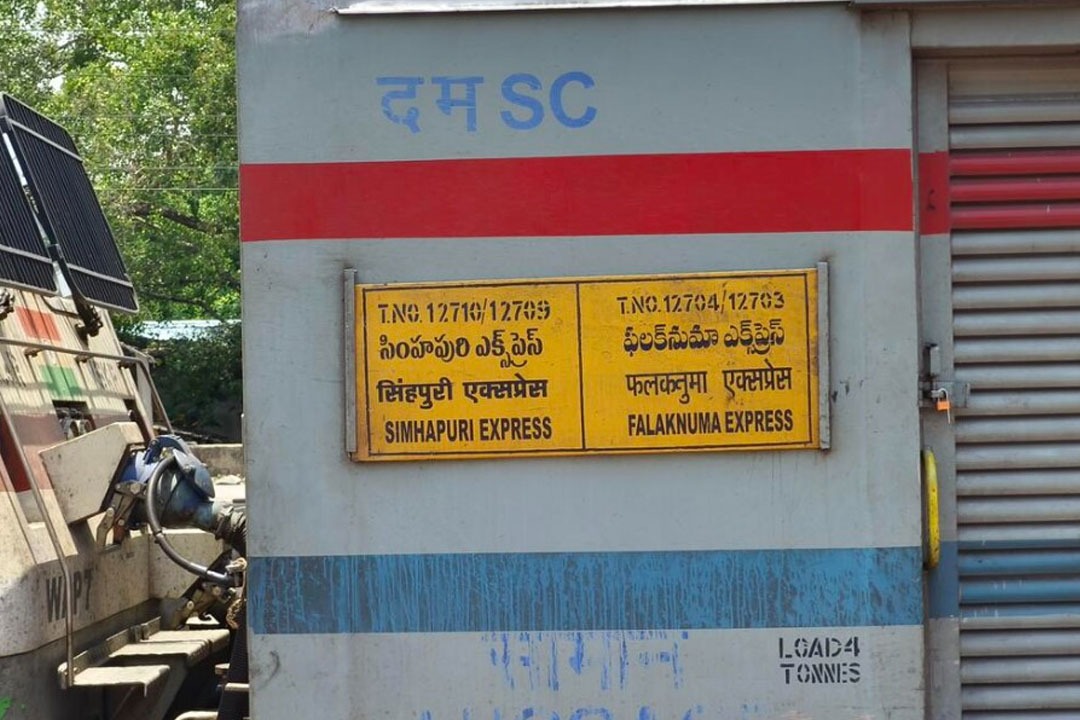 दम SC
T.NO.12710/12709
సింహపురి ఎక్స్ప్రెస్
सिंहपुरी एक्सप्रेस
SIMHAPURI EXPRESS
T.NO.12704/12703
ఫలక్‌నుమా ఎక్స్‌ప్రెస్
फलकनुमा एक्सप्रेस
FALAKNUMA EXPRESS
WAP7
सामान
LOAD4
TONNES